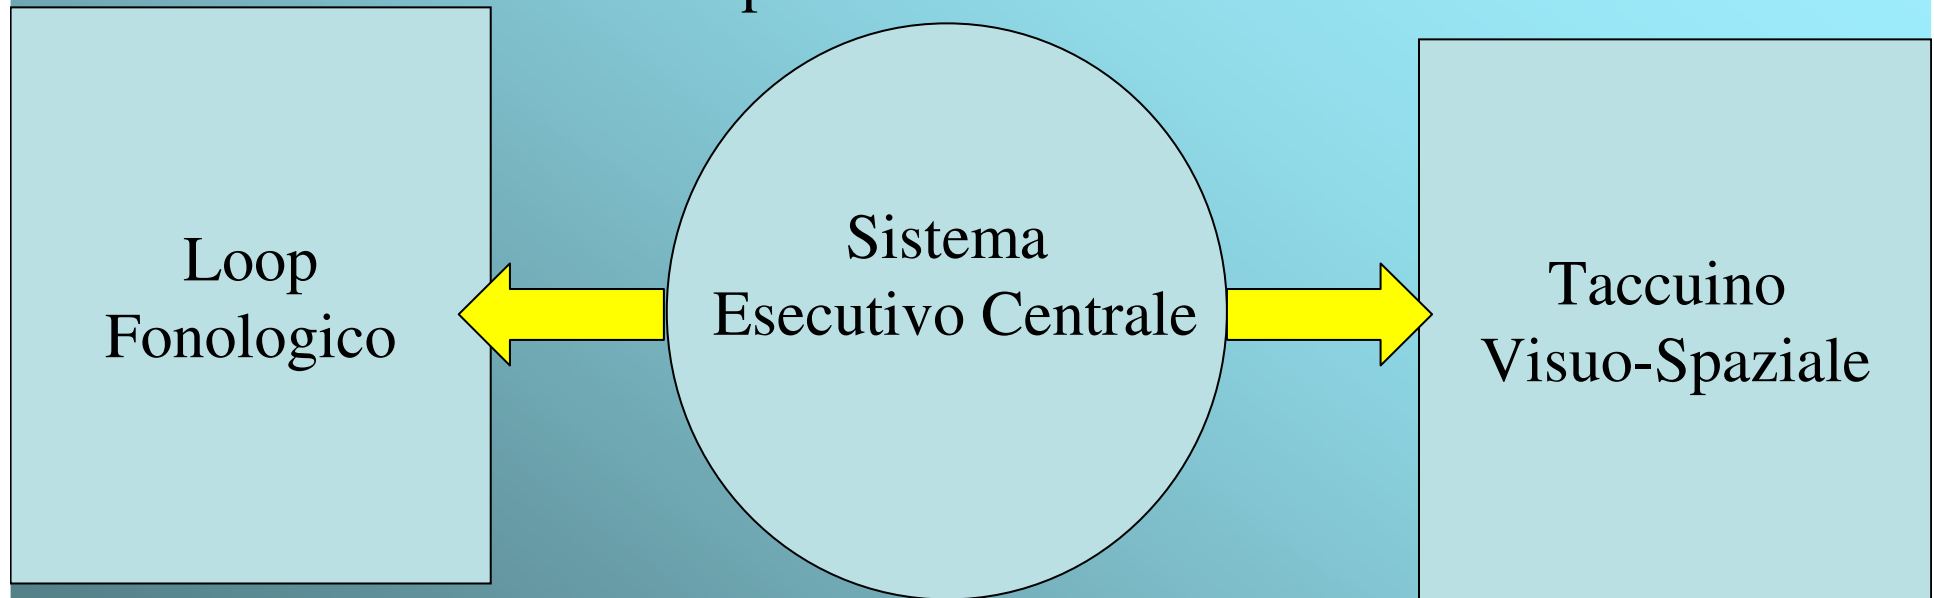 Loop
Fonologico
Sistema
Esecutivo Centrale
Taccuino
Visuo-Spaziale